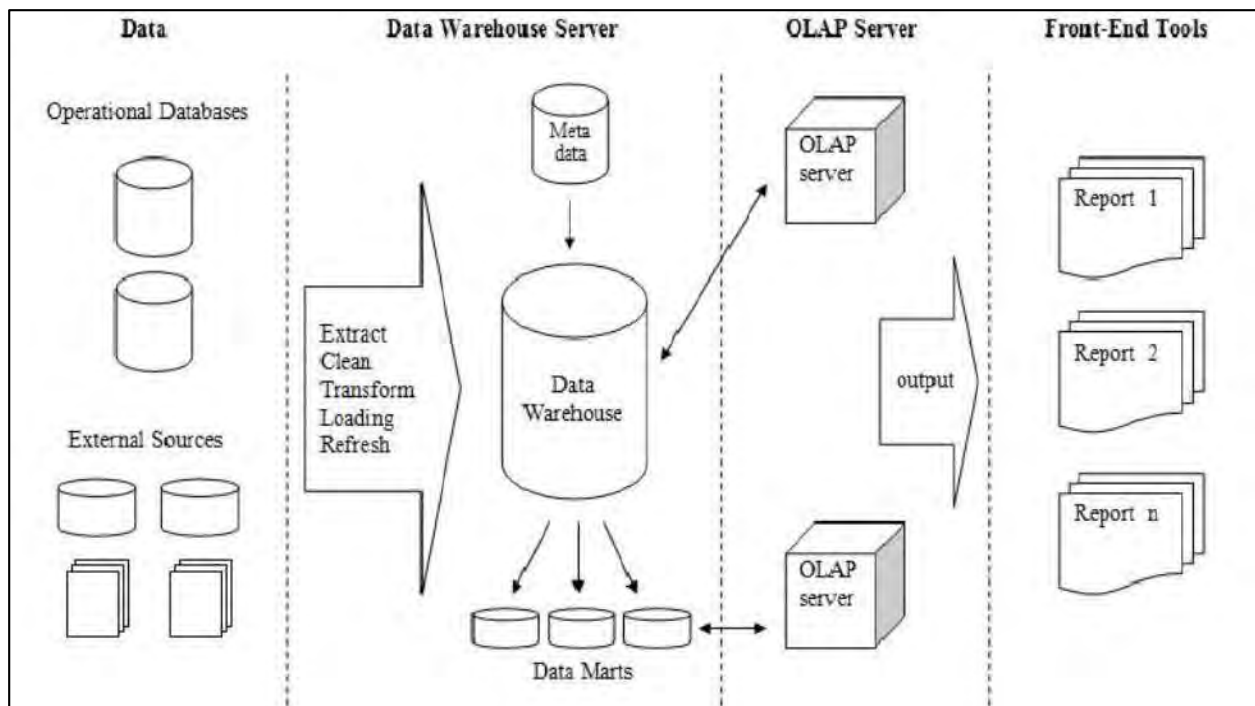 Data
Data Warehouse Server
OLAP Server
Front-End Tools
Operational Databases
External Sources
Extract
Clean
Transform
Loading
Refresh
Meta
data
Data
Warehouse
Data Marts
OLAP
server
OLAP
server
output
Report 1
Report 2
Report n